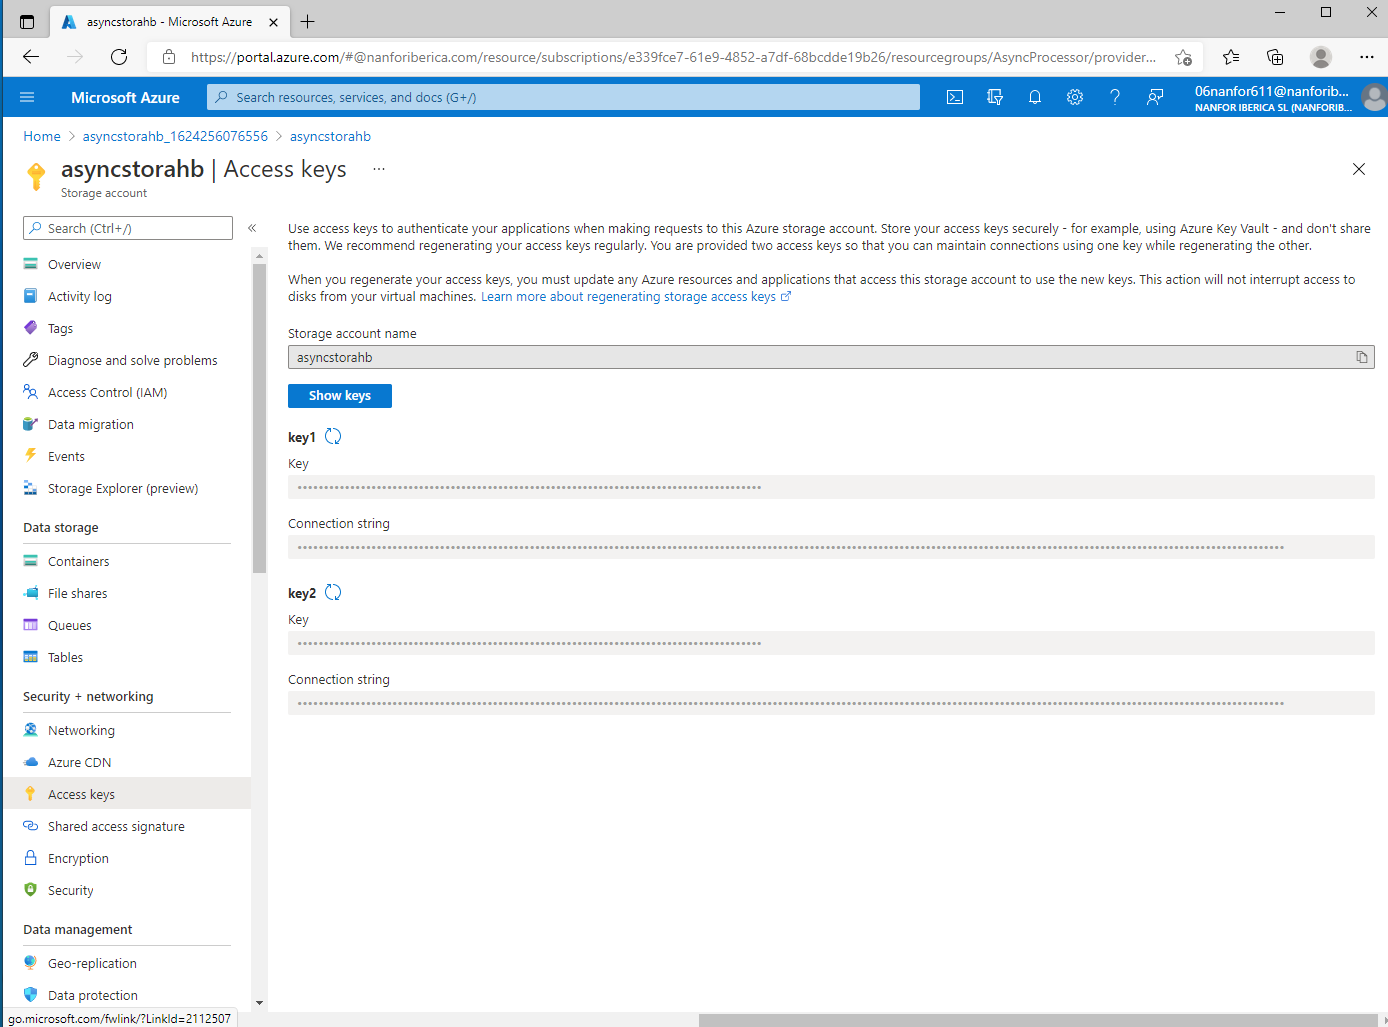 asyncstorahb - Microsoft Azure
https://portal.azure.com/#@nanforiberica.com/resource/subscriptions/e339fce7-61e9-4852-a7df-68bcdde19b26/resourcegroups/AsyncProcessor/provider...
Microsoft Azure
Search resources, services, and docs (G+/)
06nanfor611@nanforib...
NANFOR IBERICA SL (NANFORIB...
Home > asyncstorahb_1624256076556 > asyncstorahb
asyncstorahb | Access keys ...
Storage account
Search (Ctrl+/)
«
Overview
Activity log
Tags
Diagnose and solve problems
Access Control (IAM)
Data migration
Events
Storage Explorer (preview)
Data storage
Containers
File shares
Queues
Tables
Security + networking
Networking
Azure CDN
Access keys
Shared access signature
Encryption
Security
Data management
Geo-replication
Data protection
Use access keys to authenticate your applications when making requests to this Azure storage account. Store your access keys securely - for example, using Azure Key Vault - and don't share
them. We recommend regenerating your access keys regularly. You are provided two access keys so that you can maintain connections using one key while regenerating the other.
When you regenerate your access keys, you must update any Azure resources and applications that access this storage account to use the new keys. This action will not interrupt access to
disks from your virtual machines. Learn more about regenerating storage access keys
Storage account name
asyncstorahb
Show keys
key1
Key
Connection string
key2
Key
Connection string
go.microsoft.com/fwlink/?LinkId=2112507